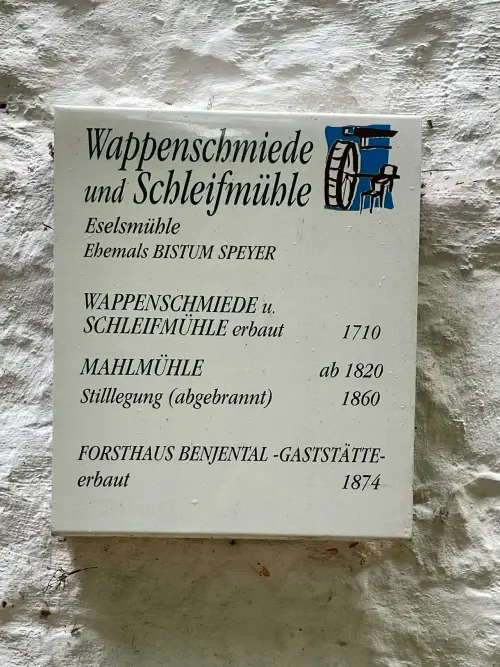 Wappenschmiede
und Schleifmühle
Eselsmühle
Ehemals BISTUM SPEYER
WAPPENSCHMIEDE u.
SCHLEIFMÜHLE erbaut 1710
MAHLMÜHLE ab 1820
Stilllegung (abgebrannt) 1860
FORSTHAUS BENJENTAL -GASTSTÄTTE-
erbaut 1874